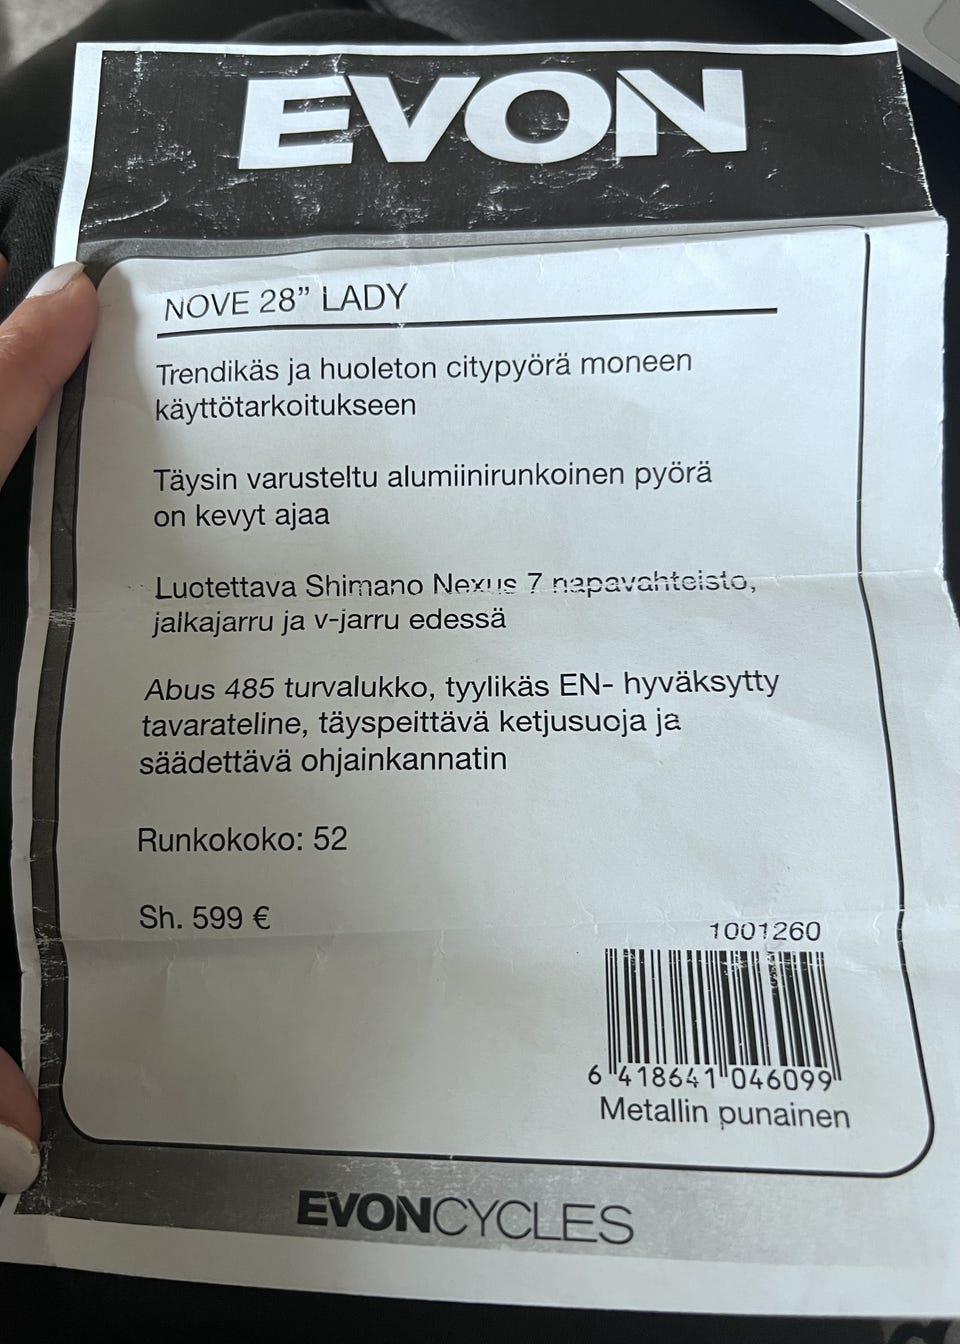 EVON
NOVE 28” LADY
Trendikäs ja huoleton citypyörä moneen
käyttötarkoitukseen
Täysin varusteltu alumiinirunkoinen pyörä
on kevyt ajaa
Luotettava Shimano Nexus 7 napavahteisto,
jalkajarru ja v-jarru edessä
Abus 485 turvalukko, tyylikäs EN- hyväksytty
tavarateline, täyspeittävä ketjusuoja ja
säädettävä ohjainkannatin
Runkokoko: 52
Sh. 599 €
1001260
6 418641 046099
Metallin punainen
EVONCYCLES